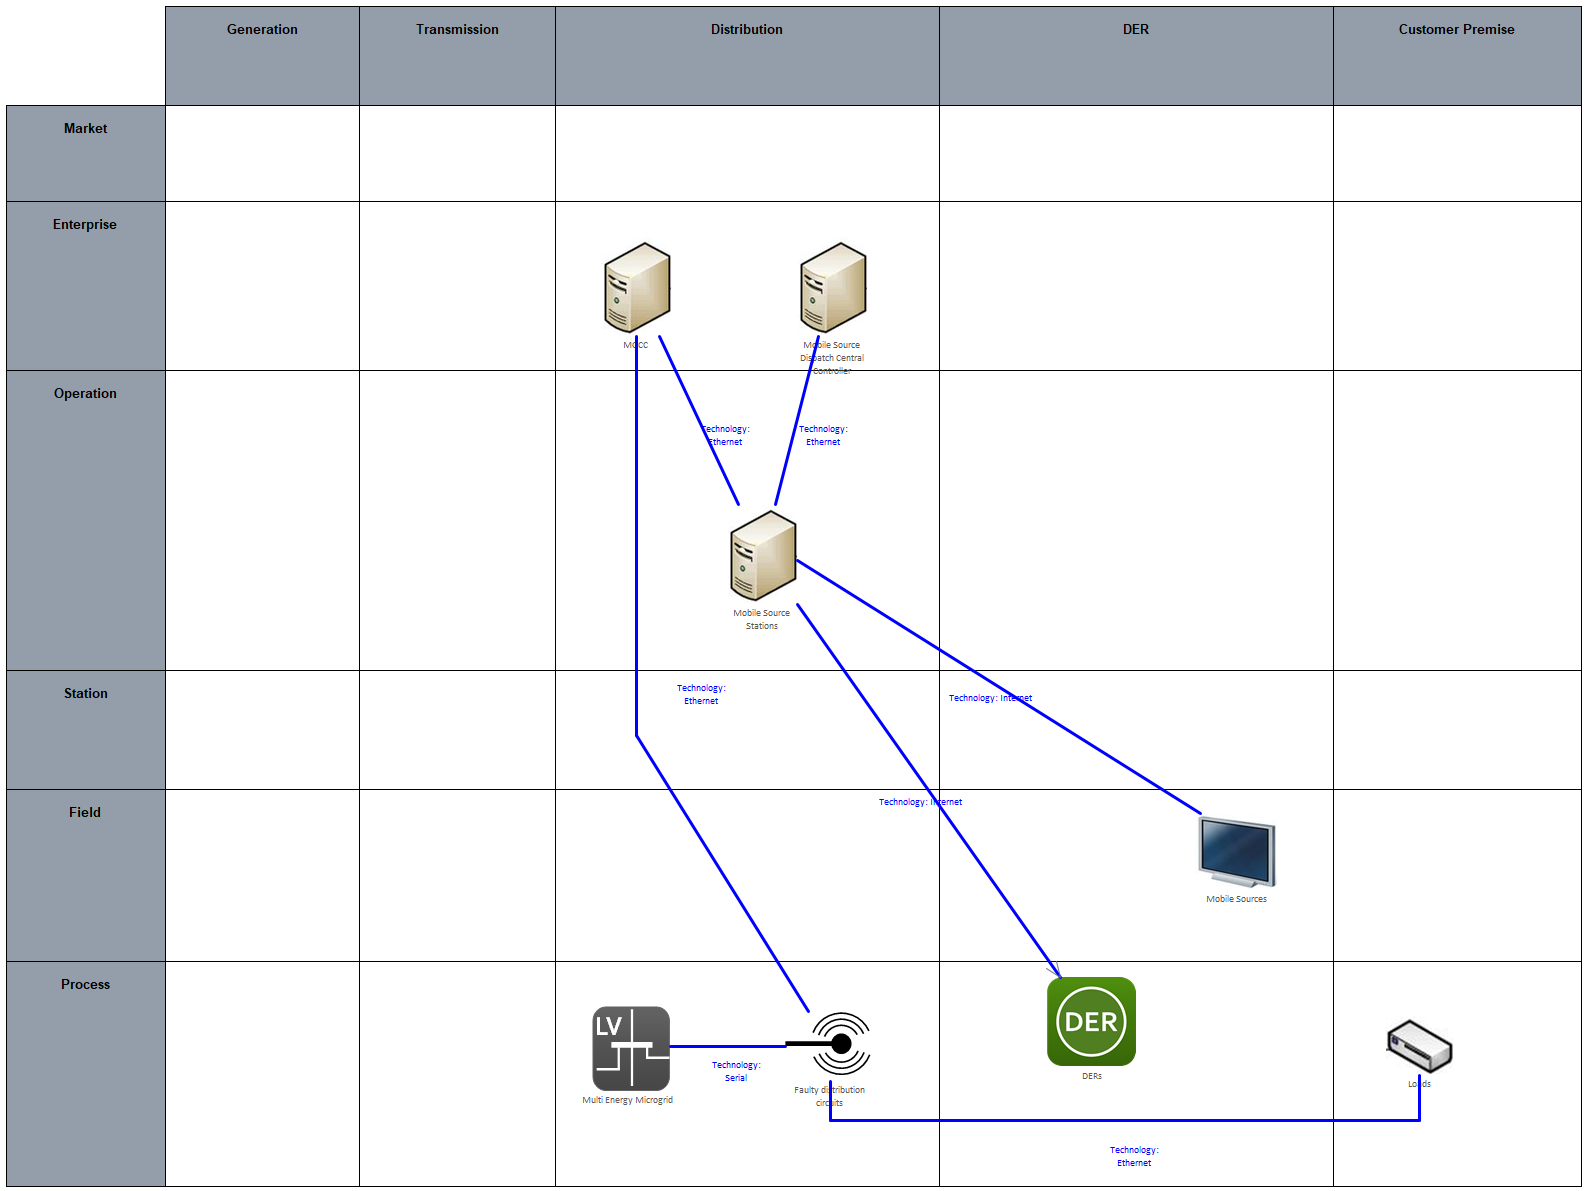 Generation
Transmission
Distribution
DER
Customer Premise
Market
Enterprise
Mobile Source
Dispatch Central
Controller
Operation
Technology:
Ethernet
Technology:
Ethernet
Mobile Source
Stations
Station
Technology:
Ethernet
Technology: Internet
Field
Technology: Internet
Mobile Sources
Process
LV
Multi Energy Microgrid
Technology:
Serial
Faulty distribution
circuits
DER
DERs
Loads
Technology:
Ethernet